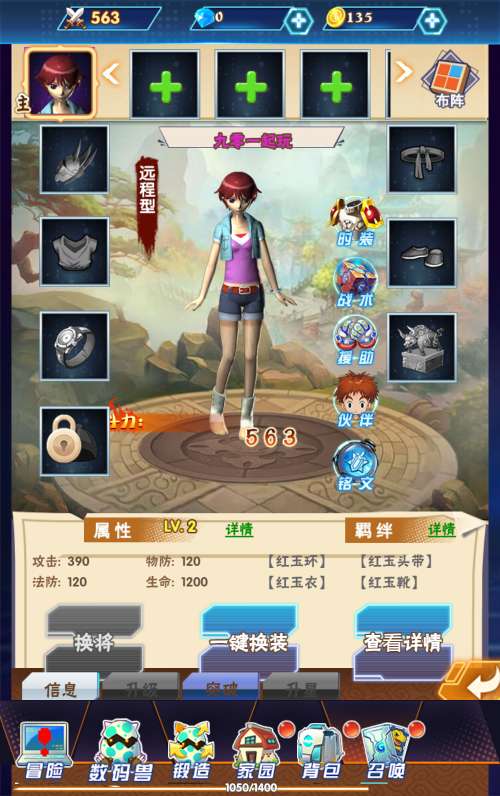 563
0
135
主
布阵
九零一起玩
远程型
时装
战术
援助
伙伴
铭文
斗力:
563
属性
LV.2
详情
羁绊
详情
攻击: 390
物防: 120
【红玉环】
【红玉头带】
法防: 120
生命: 1200
【红玉衣】
【红玉靴】
换将
一键换装
查看详情
信息
升级
突破
升星
冒险
数码兽
锻造
家园
背包
召唤
1050/1400